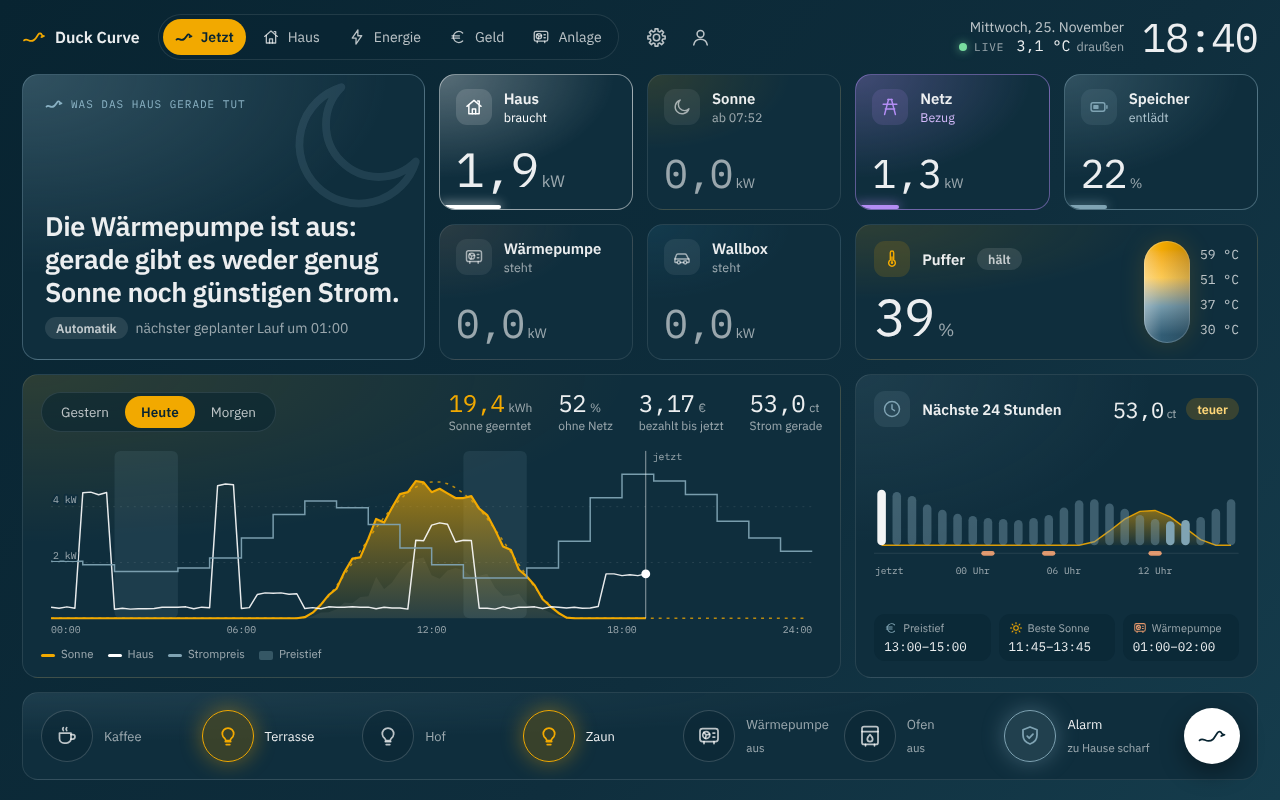 Duck Curve
Jetzt
Haus
Energie
Geld
Anlage
Mittwoch, 25. November
LIVE 3,1 °C draußen
18:40
WAS DAS HAUS GERADE TUT
Die Wärmepumpe ist aus:
gerade gibt es weder genug
Sonne noch günstigen Strom.
Automatik nächster geplanter Lauf um 01:00
Haus
braucht
1,9 kW
Sonne
ab 07:52
0,0 kW
Netz
Bezug
1,3 kW
Speicher
entlädt
22 %
Wärmepumpe
steht
0,0 kW
Wallbox
steht
0,0 kW
Puffer hält
39 %
59 °C
51 °C
37 °C
30 °C
Gestern
Heute
Morgen
19,4 kWh
Sonne geerntet
52 %
ohne Netz
3,17 €
bezahlt bis jetzt
53,0 ct
Strom gerade
jetzt
4 kW
2 kW
00:00 06:00 12:00 18:00 24:00
Sonne Haus Strompreis Preistief
Nächste 24 Stunden
53,0 ct teuer
jetzt 00 Uhr 06 Uhr 12 Uhr
Preistief
13:00–15:00
Beste Sonne
11:45–13:45
Wärmepumpe
01:00–02:00
Kaffee
Terrasse
Hof
Zaun
Wärmepumpe
aus
Ofen
aus
Alarm
zu Hause scharf